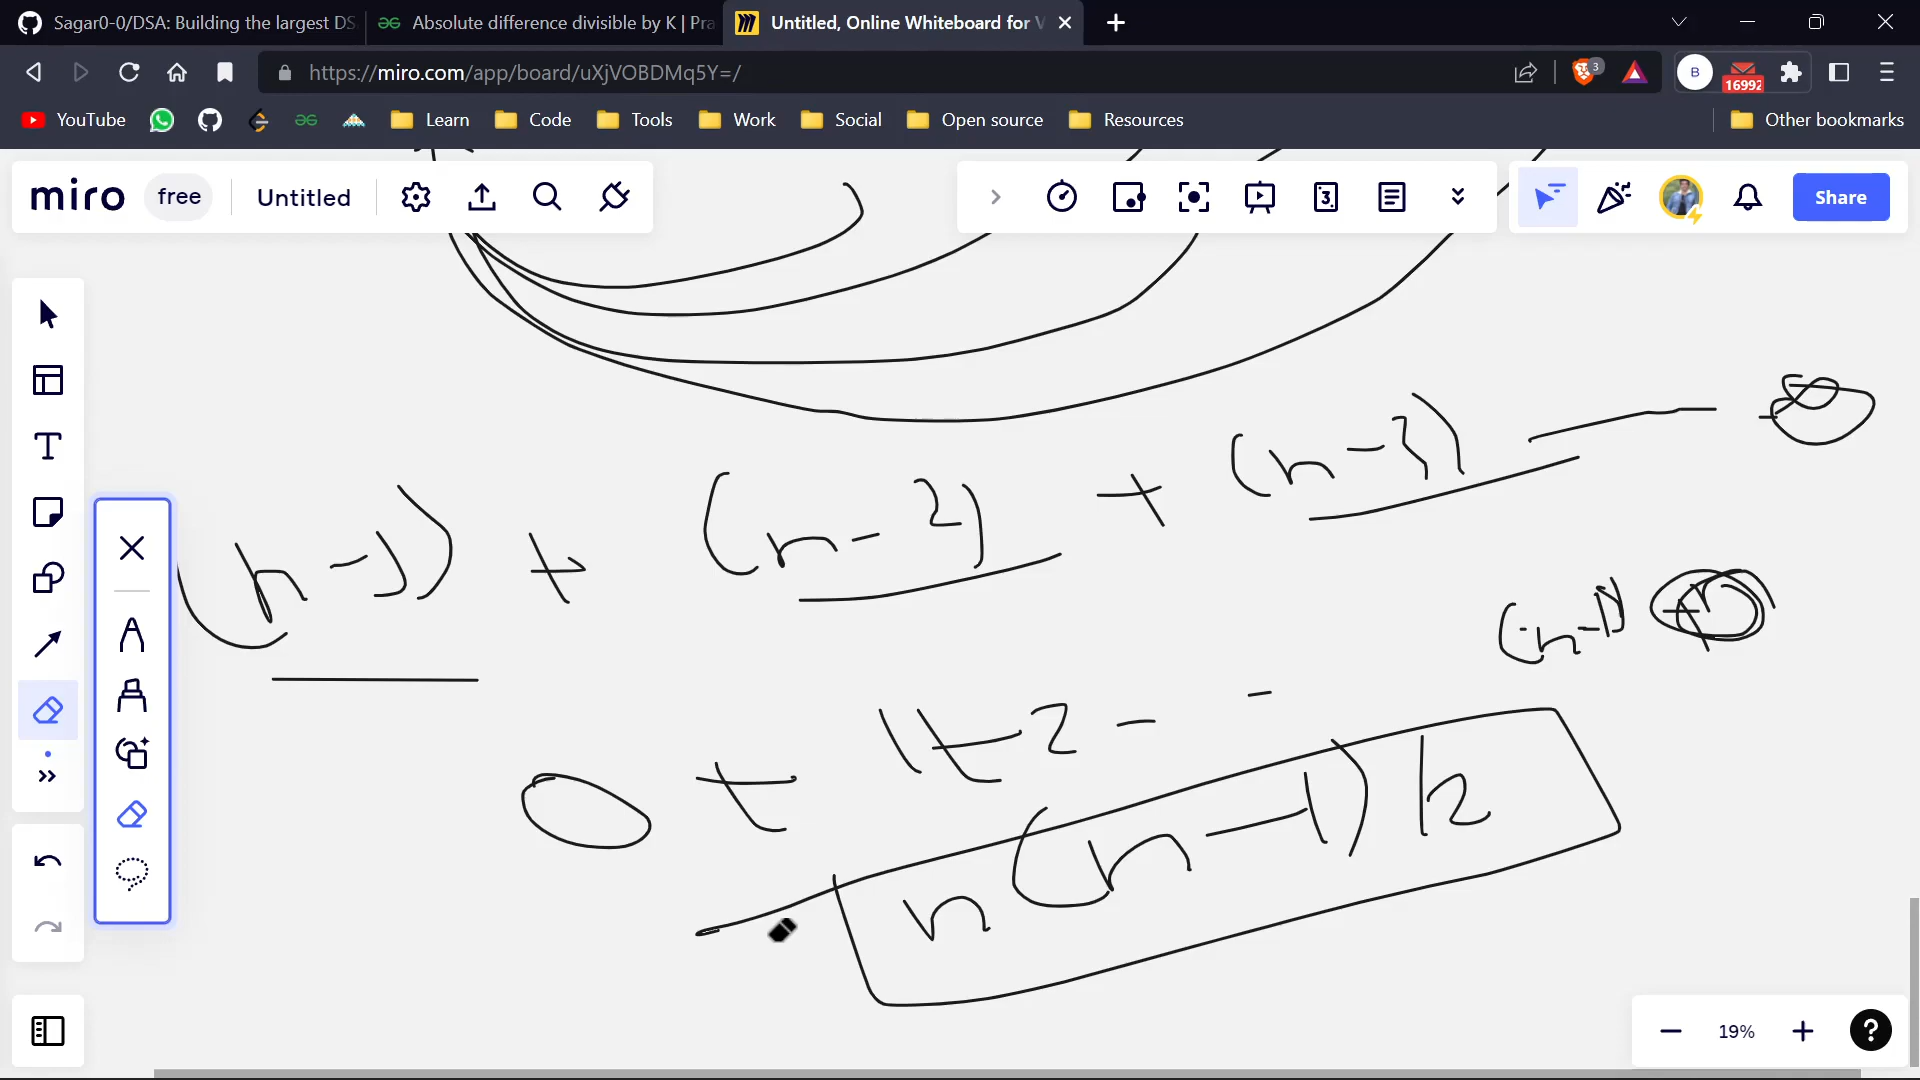 Sagar0-0/DSA: Building the largest DS
Absolute difference divisible by K | Pra
Untitled, Online Whiteboard for V
https://miro.com/app/board/uXjVOBDMq5Y=/
B
3
16992
YouTube
Learn
Code
Tools
Work
Social
Open source
Resources
Other bookmarks
miro
free
Untitled
3
Share
(n-1) + (n-2) + (n-3)
(n-1)
0 + 1+2 - -
n(n-1)/2
19%
?